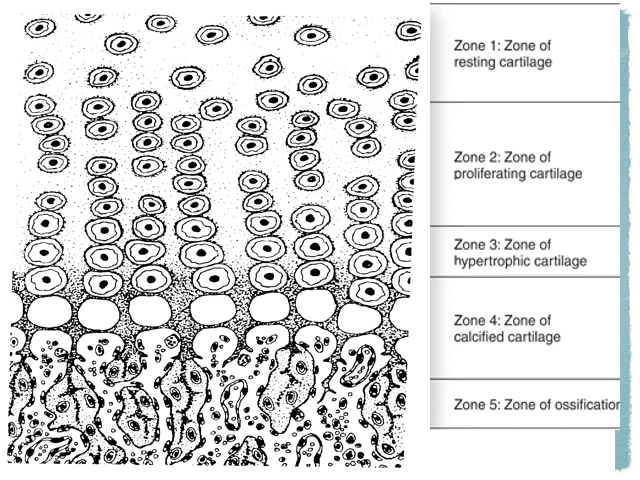 Zone 1: Zone of
resting cartilage
Zone 2: Zone of
proliferating cartilage
Zone 3: Zone of
hypertrophic cartilage
Zone 4: Zone of
calcified cartilage
Zone 5: Zone of ossification